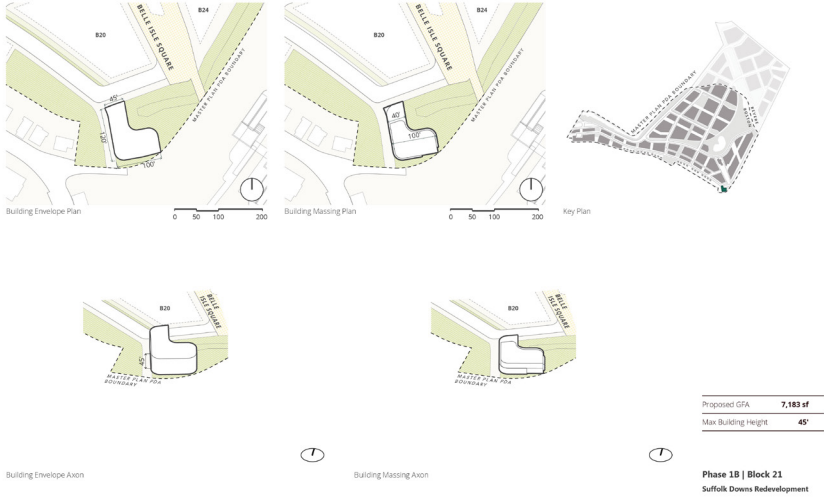 B24
B20
BELLE ISLE SQUARE
MASTER PLAN PDA BOUNDARY
45'
120'
100'
Building Envelope Plan
0 50 100 200
B24
B20
BELLE ISLE SQUARE
MASTER PLAN PDA BOUNDARY
40'
100'
Building Massing Plan
0 50 100 200
MASTER PLAN PDA BOUNDARY
Key Plan
B20
BELLE
ISLE SQUARE
45'
MASTER PLAN PDA
BOUNDARY
Building Envelope Axon
B20
BELLE
ISLE SQUARE
MASTER PLAN PDA
BOUNDARY
Building Massing Axon
Proposed GFA 7,183 sf
Max Building Height 45'
Phase 1B | Block 21
Suffolk Downs Redevelopment